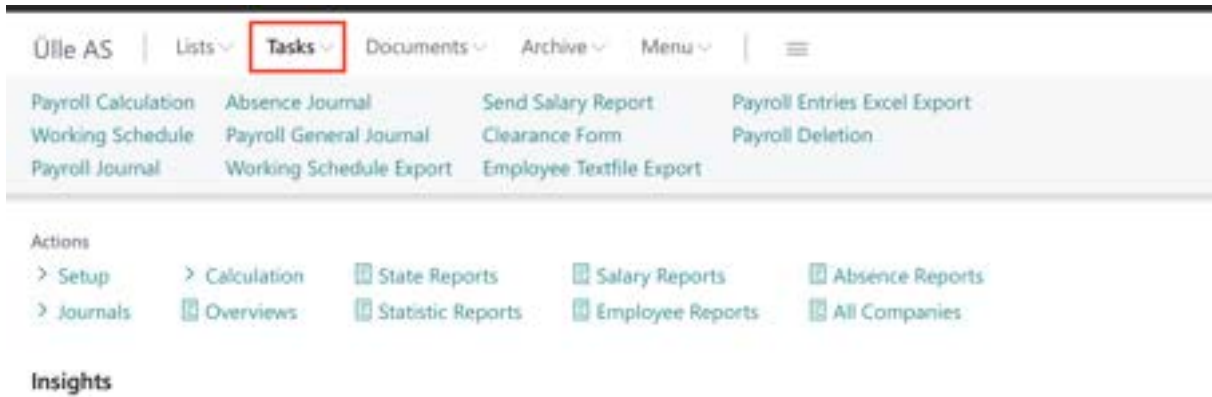 Ülle AS Lists Tasks Documents Archive Menu
Payroll Calculation Absence Journal Send Salary Report Payroll Entries Excel Export
Working Schedule Payroll General Journal Clearance Form Payroll Deletion
Payroll Journal Working Schedule Export Employee Textfile Export
Actions
Setup Calculation State Reports Salary Reports Absence Reports
Journals Overviews Statistic Reports Employee Reports All Companies
Insights